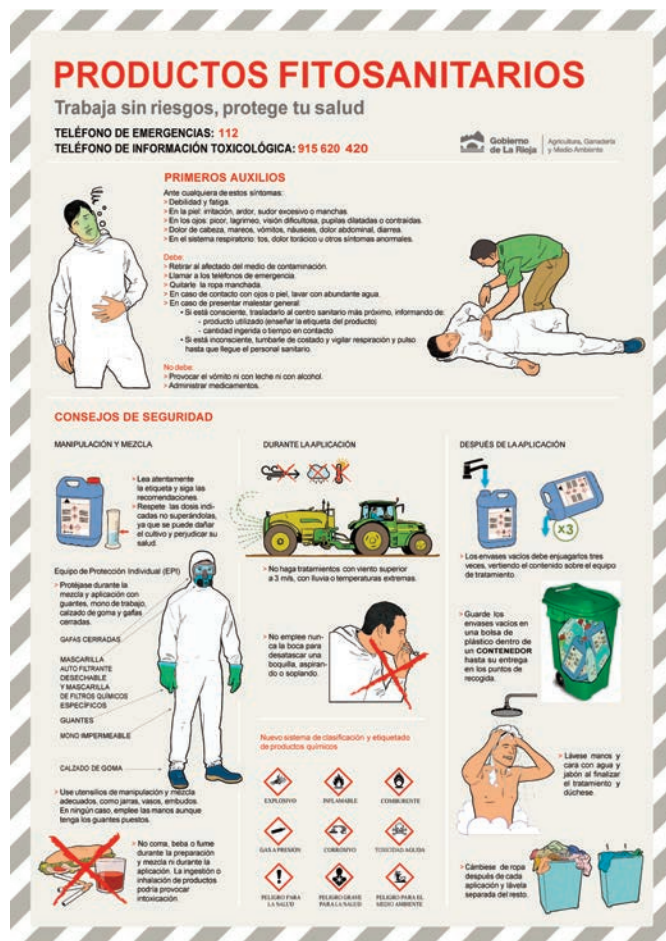 PRODUCTOS FITOSANITARIOS
Trabaja sin riesgos, protege tu salud
TELÉFONO DE EMERGENCIAS: 112
TELÉFONO DE INFORMACIÓN TOXICOLÓGICA: 915 620 420
Gobierno
de La Rioja
Agricultura, Ganadería
y Medio Ambiente
PRIMEROS AUXILIOS
Ante cualquiera de estos síntomas:
> Debilidad y fatiga.
> En la piel: irritación, ardor, sudor excesivo o manchas.
> En los ojos: picor, lagrimeo, visión dificultosa, pupilas dilatadas o contraídas.
> Dolor de cabeza, mareos, vómitos, náuseas, dolor abdominal, diarrea.
> En el sistema respiratorio: tos, dolor torácico u otros síntomas anormales.
Debe:
> Retirar al afectado del medio de contaminación.
> Llamar a los teléfonos de emergencia.
> Quitarle la ropa manchada.
> En caso de contacto con ojos o piel, lavar con abundante agua.
> En caso de presentar malestar general:
• Si está consciente, trasladarlo al centro sanitario más próximo, informando de:
- producto utilizado (enseñar la etiqueta del producto)
- cantidad ingerida o tiempo en contacto
• Si está inconsciente, tumbarle de costado y vigilar respiración y pulso
hasta que llegue el personal sanitario.
No debe:
> Provocar el vómito ni con leche ni con alcohol.
> Administrar medicamentos.
CONSEJOS DE SEGURIDAD
MANIPULACIÓN Y MEZCLA
> Lea atentamente
la etiqueta y siga las
recomendaciones.
> Respete las dosis indi-
cadas no superándolas,
ya que se puede dañar
el cultivo y perjudicar su
salud.
Equipo de Protección Individual (EPI)
> Protéjase durante la
mezcla y aplicación con
guantes, mono de trabajo,
calzado de goma y gafas
cerradas.
GAFAS CERRADAS
MASCARILLA
AUTO FILTRANTE
DESECHABLE
Y MASCARILLA
DE FILTROS QUÍMICOS
ESPECÍFICOS
GUANTES
MONO IMPERMEABLE
CALZADO DE GOMA
> Use utensilios de manipulación y mezcla
adecuados, como jarras, vasos, embudos.
En ningún caso, emplee las manos aunque
tenga los guantes puestos.
> No coma, beba o fume
durante la preparación
y mezcla ni durante la
aplicación. La ingestión o
inhalación de productos
podría provocar
intoxicación.
DURANTE LA APLICACIÓN
> No haga tratamientos con viento superior
a 3 m/s, con lluvia o temperaturas extremas.
> No emplee nun-
ca la boca para
desatascar una
boquilla, aspiran-
do o soplando.
Nuevo sistema de clasificación y etiquetado
de productos químicos
EXPLOSIVO
INFLAMABLE
COMBURENTE
GAS A PRESIÓN
CORROSIVO
TOXICIDAD AGUDA
PELIGRO PARA
LA SALUD
PELIGRO GRAVE
PARA LA SALUD
PELIGRO PARA EL
MEDIO AMBIENTE
DESPUÉS DE LA APLICACIÓN
x3
> Los envases vacíos debe enjuagarlos tres
veces, vertiendo el contenido sobre el equipo
de tratamiento.
> Guarde los
envases vacíos en
una bolsa de
plástico dentro de
un CONTENEDOR
hasta su entrega
en los puntos de
recogida.
> Lávese manos y
cara con agua y
jabón al finalizar
el tratamiento y
dúchese.
> Cámbiese de ropa
después de cada
aplicación y lávela
separada del resto.